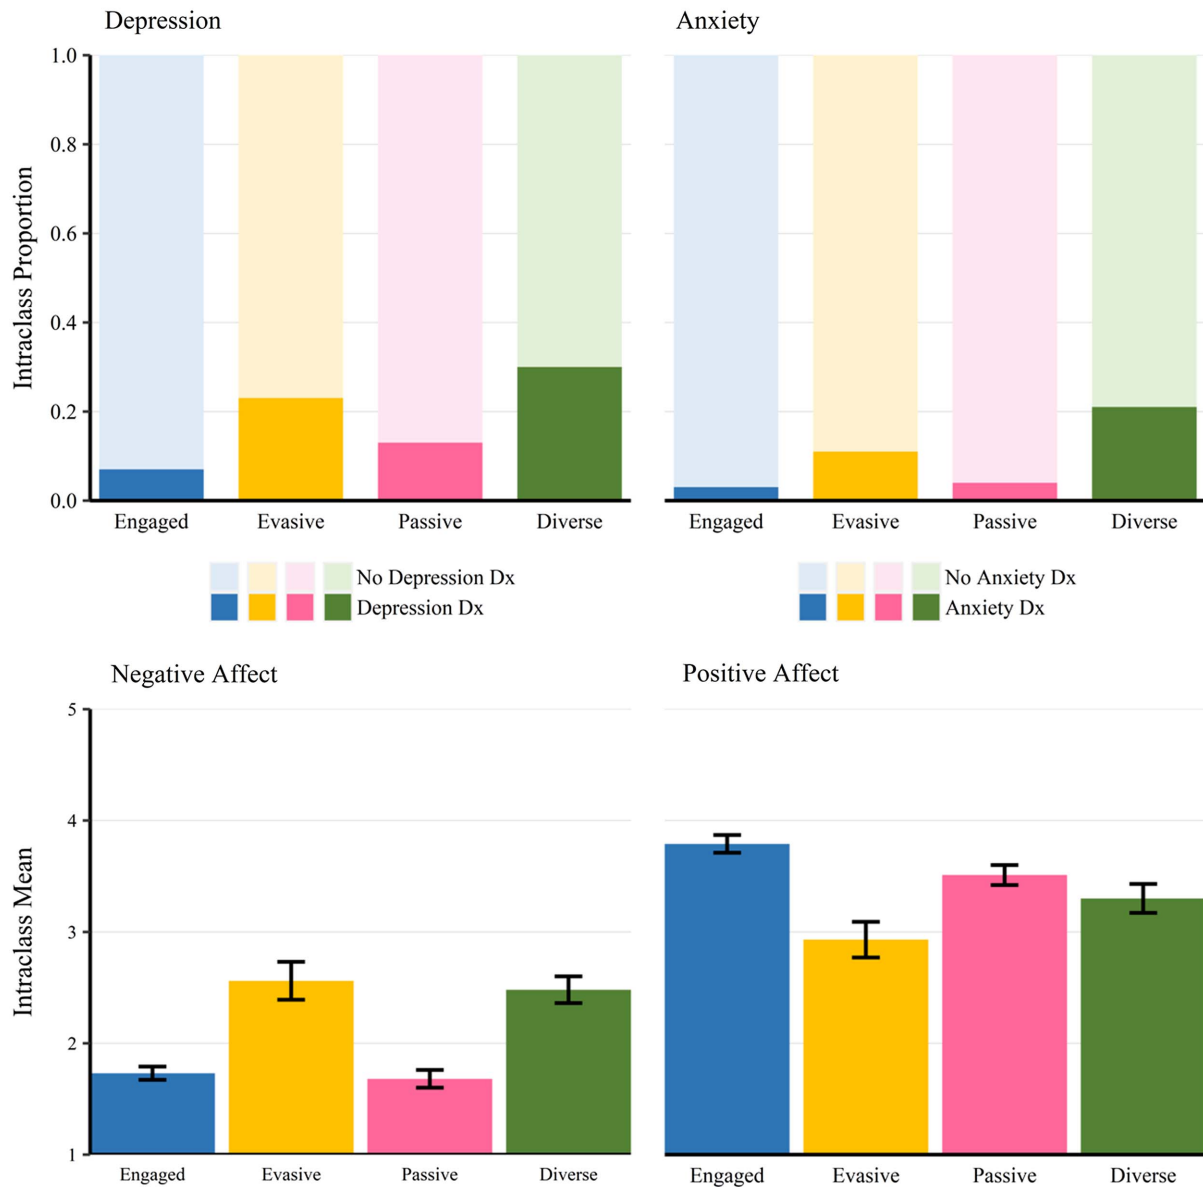 Depression
Anxiety
Intraclass Proportion
1.0
0.8
0.6
0.4
0.2
0.0
Engaged Evasive Passive Diverse
Engaged Evasive Passive Diverse
No Depression Dx
Depression Dx
No Anxiety Dx
Anxiety Dx
Negative Affect
Positive Affect
Intraclass Mean
5
4
3
2
1
Engaged Evasive Passive Diverse
Engaged Evasive Passive Diverse